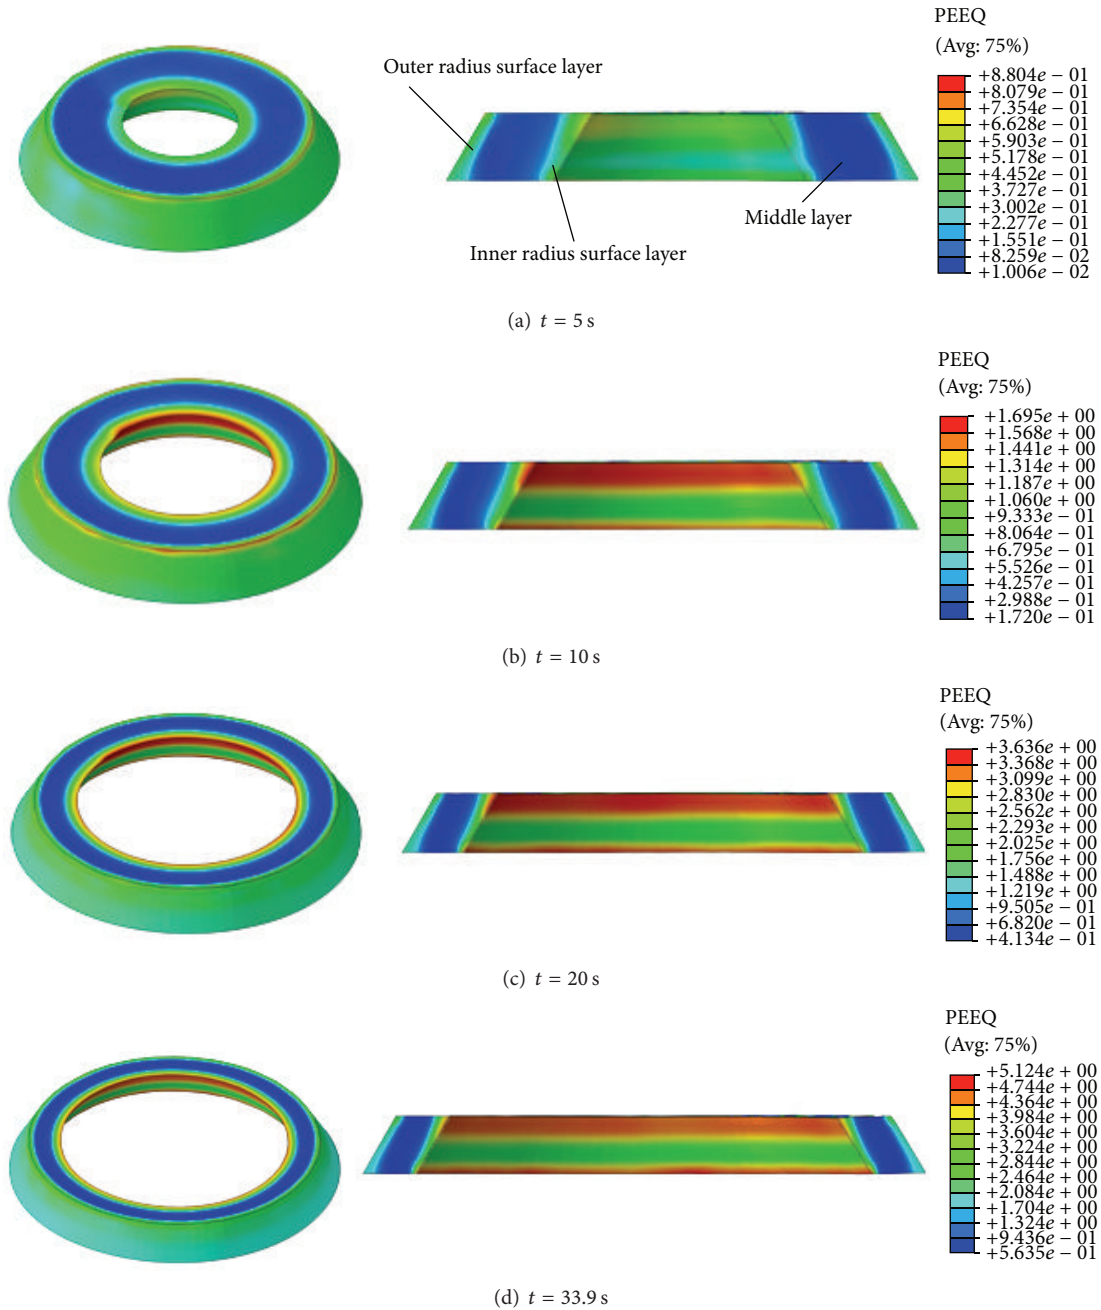 PEEQ
(Avg: 75%)
+8.804e − 01
+8.079e − 01
+7.354e − 01
+6.628e − 01
+5.903e − 01
+5.178e − 01
+4.452e − 01
+3.727e − 01
+3.002e − 01
+2.277e − 01
+1.551e − 01
+8.259e − 02
+1.006e − 02
Outer radius surface layer
Middle layer
Inner radius surface layer
(a) t = 5 s
PEEQ
(Avg: 75%)
+1.695e + 00
+1.568e + 00
+1.441e + 00
+1.314e + 00
+1.187e + 00
+1.060e + 00
+9.333e − 01
+8.064e − 01
+6.795e − 01
+5.526e − 01
+4.257e − 01
+2.988e − 01
+1.720e − 01
(b) t = 10 s
PEEQ
(Avg: 75%)
+3.636e + 00
+3.368e + 00
+3.099e + 00
+2.830e + 00
+2.562e + 00
+2.293e + 00
+2.025e + 00
+1.756e + 00
+1.488e + 00
+1.219e + 00
+9.505e − 01
+6.820e − 01
+4.134e − 01
(c) t = 20 s
PEEQ
(Avg: 75%)
+5.124e + 00
+4.744e + 00
+4.364e + 00
+3.984e + 00
+3.604e + 00
+3.224e + 00
+2.844e + 00
+2.464e + 00
+2.084e + 00
+1.704e + 00
+1.324e + 00
+9.436e − 01
+5.635e − 01
(d) t = 33.9 s